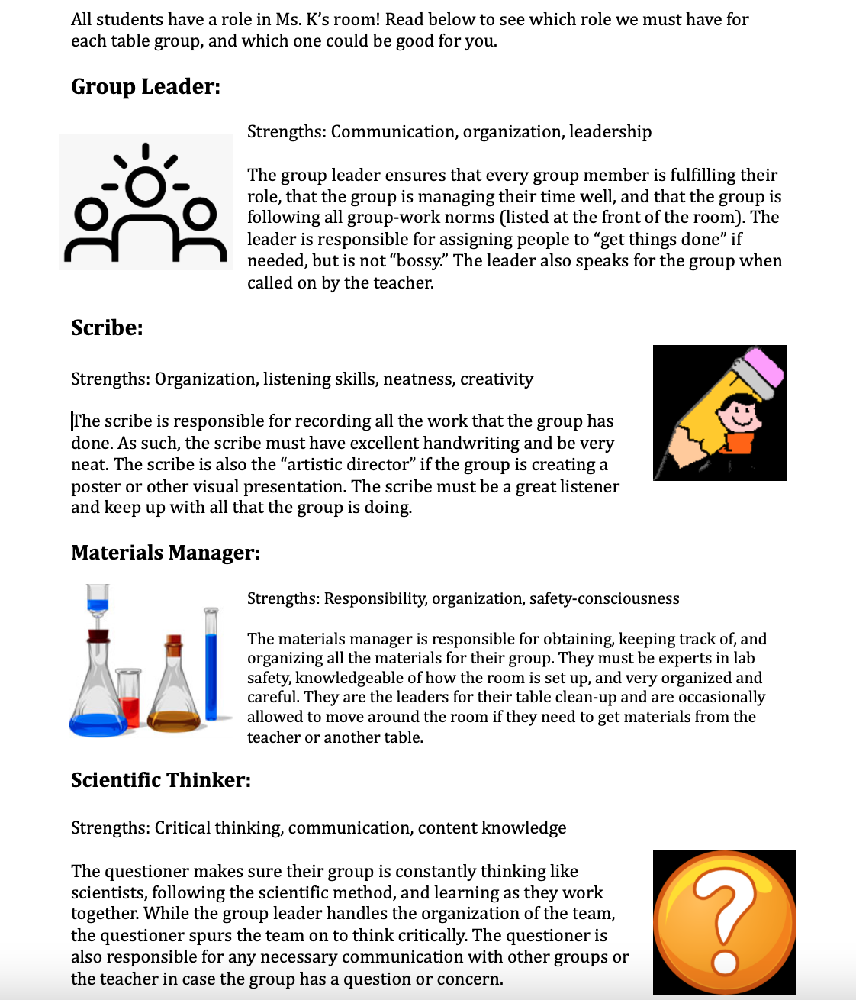 All students have a role in Ms. K’s room! Read below to see which role we must have for
each table group, and which one could be good for you.
Group Leader:
Strengths: Communication, organization, leadership
The group leader ensures that every group member is fulfilling their
role, that the group is managing their time well, and that the group is
following all group-work norms (listed at the front of the room). The
leader is responsible for assigning people to “get things done” if
needed, but is not “bossy.” The leader also speaks for the group when
called on by the teacher.
Scribe:
Strengths: Organization, listening skills, neatness, creativity
The scribe is responsible for recording all the work that the group has
done. As such, the scribe must have excellent handwriting and be very
neat. The scribe is also the “artistic director” if the group is creating a
poster or other visual presentation. The scribe must be a great listener
and keep up with all that the group is doing.
Materials Manager:
Strengths: Responsibility, organization, safety-consciousness
The materials manager is responsible for obtaining, keeping track of, and
organizing all the materials for their group. They must be experts in lab
safety, knowledgeable of how the room is set up, and very organized and
careful. They are the leaders for their table clean-up and are occasionally
allowed to move around the room if they need to get materials from the
teacher or another table.
Scientific Thinker:
Strengths: Critical thinking, communication, content knowledge
The questioner makes sure their group is constantly thinking like
scientists, following the scientific method, and learning as they work
together. While the group leader handles the organization of the team,
the questioner spurs the team on to think critically. The questioner is
also responsible for any necessary communication with other groups or
the teacher in case the group has a question or concern.